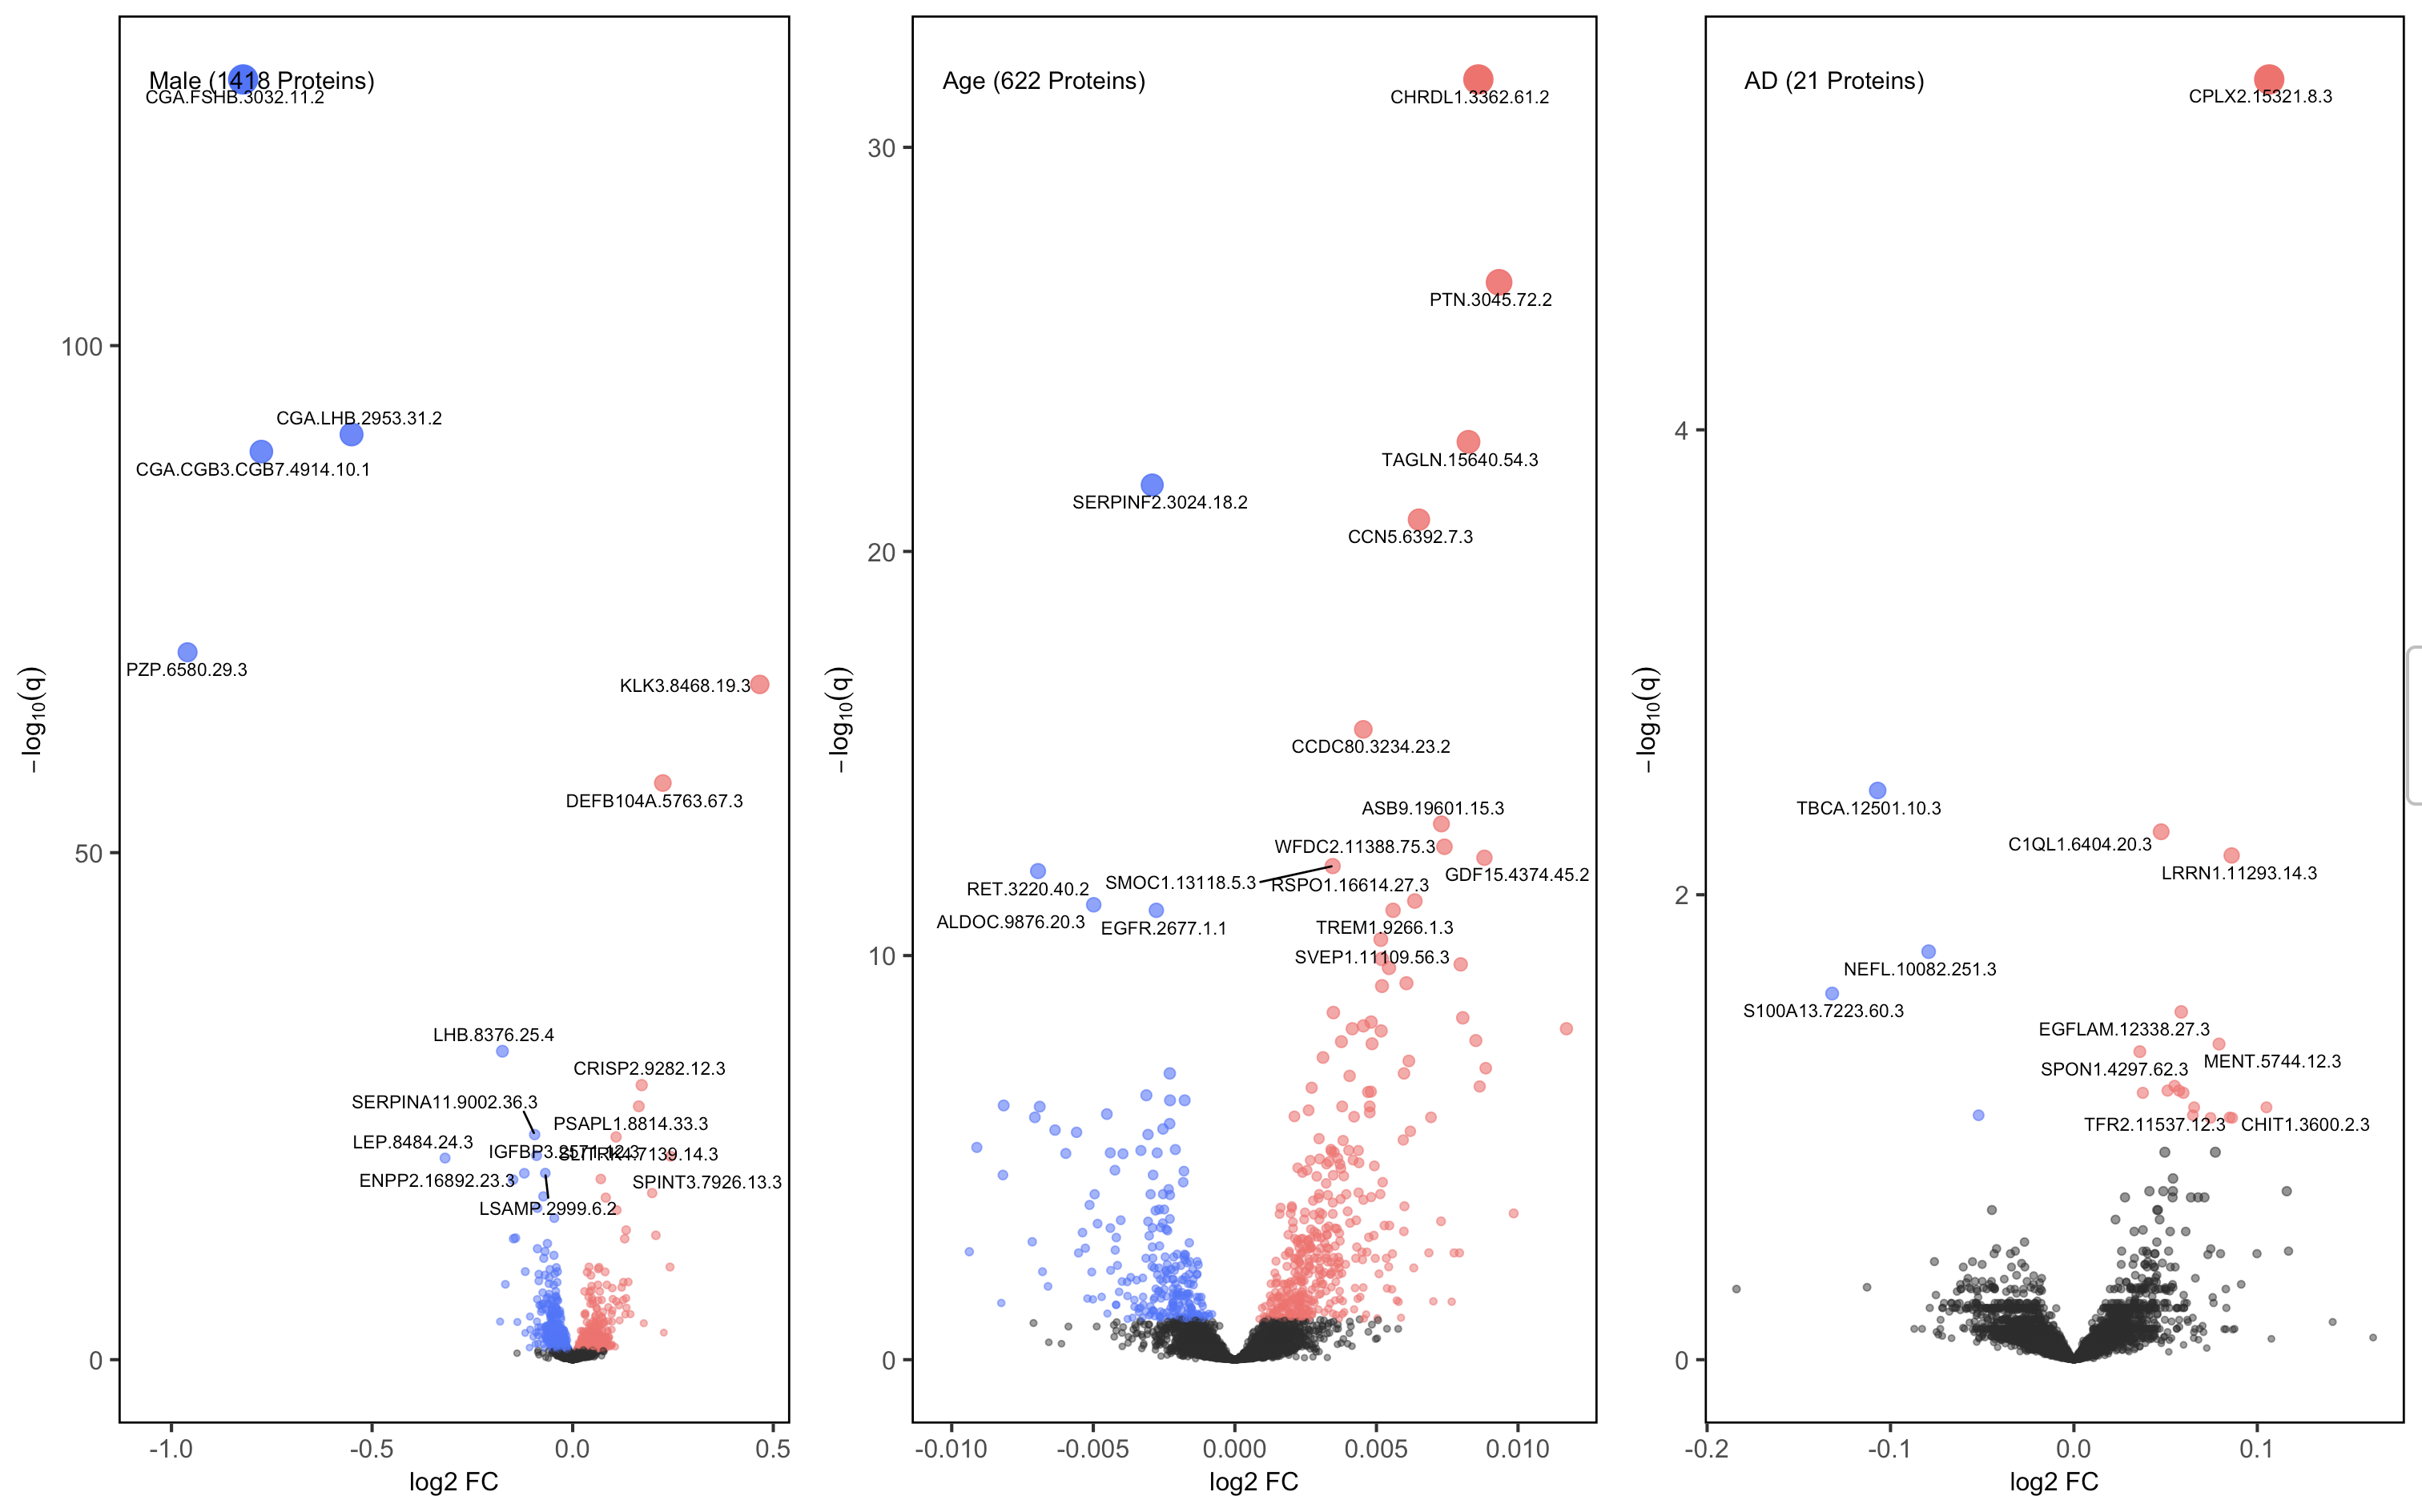 Male (1418 Proteins)
CGA.FSHB.3032.11.2
CGA.LHB.2953.31.2
CGA.CGB3.CGB7.4914.10.1
PZP.6580.29.3
KLK3.8468.19.3
DEFB104A.5763.67.3
LHB.8376.25.4
CRISP2.9282.12.3
SERPINA11.9002.36.3
PSAPL1.8814.33.3
LEP.8484.24.3
IGFBP3.2571.12.3
SLITRK4.7139.14.3
ENPP2.16892.23.3
SPINT3.7926.13.3
LSAMP.2999.6.2
100
50
0
−log10(q)
-1.0 -0.5 0.0 0.5
log2 FC
Age (622 Proteins)
CHRDL1.3362.61.2
PTN.3045.72.2
TAGLN.15640.54.3
SERPINF2.3024.18.2
CCN5.6392.7.3
CCDC80.3234.23.2
ASB9.19601.15.3
WFDC2.11388.75.3
GDF15.4374.45.2
SMOC1.13118.5.3
RSPO1.16614.27.3
RET.3220.40.2
ALDOC.9876.20.3
EGFR.2677.1.1
TREM1.9266.1.3
SVEP1.11109.56.3
30
20
10
0
−log10(q)
-0.010 -0.005 0.000 0.005 0.010
log2 FC
AD (21 Proteins)
CPLX2.15321.8.3
TBCA.12501.10.3
C1QL1.6404.20.3
LRRN1.11293.14.3
NEFL.10082.251.3
S100A13.7223.60.3
EGFLAM.12338.27.3
MENT.5744.12.3
SPON1.4297.62.3
TFR2.11537.12.3
CHIT1.3600.2.3
4
2
0
−log10(q)
-0.2 -0.1 0.0 0.1
log2 FC